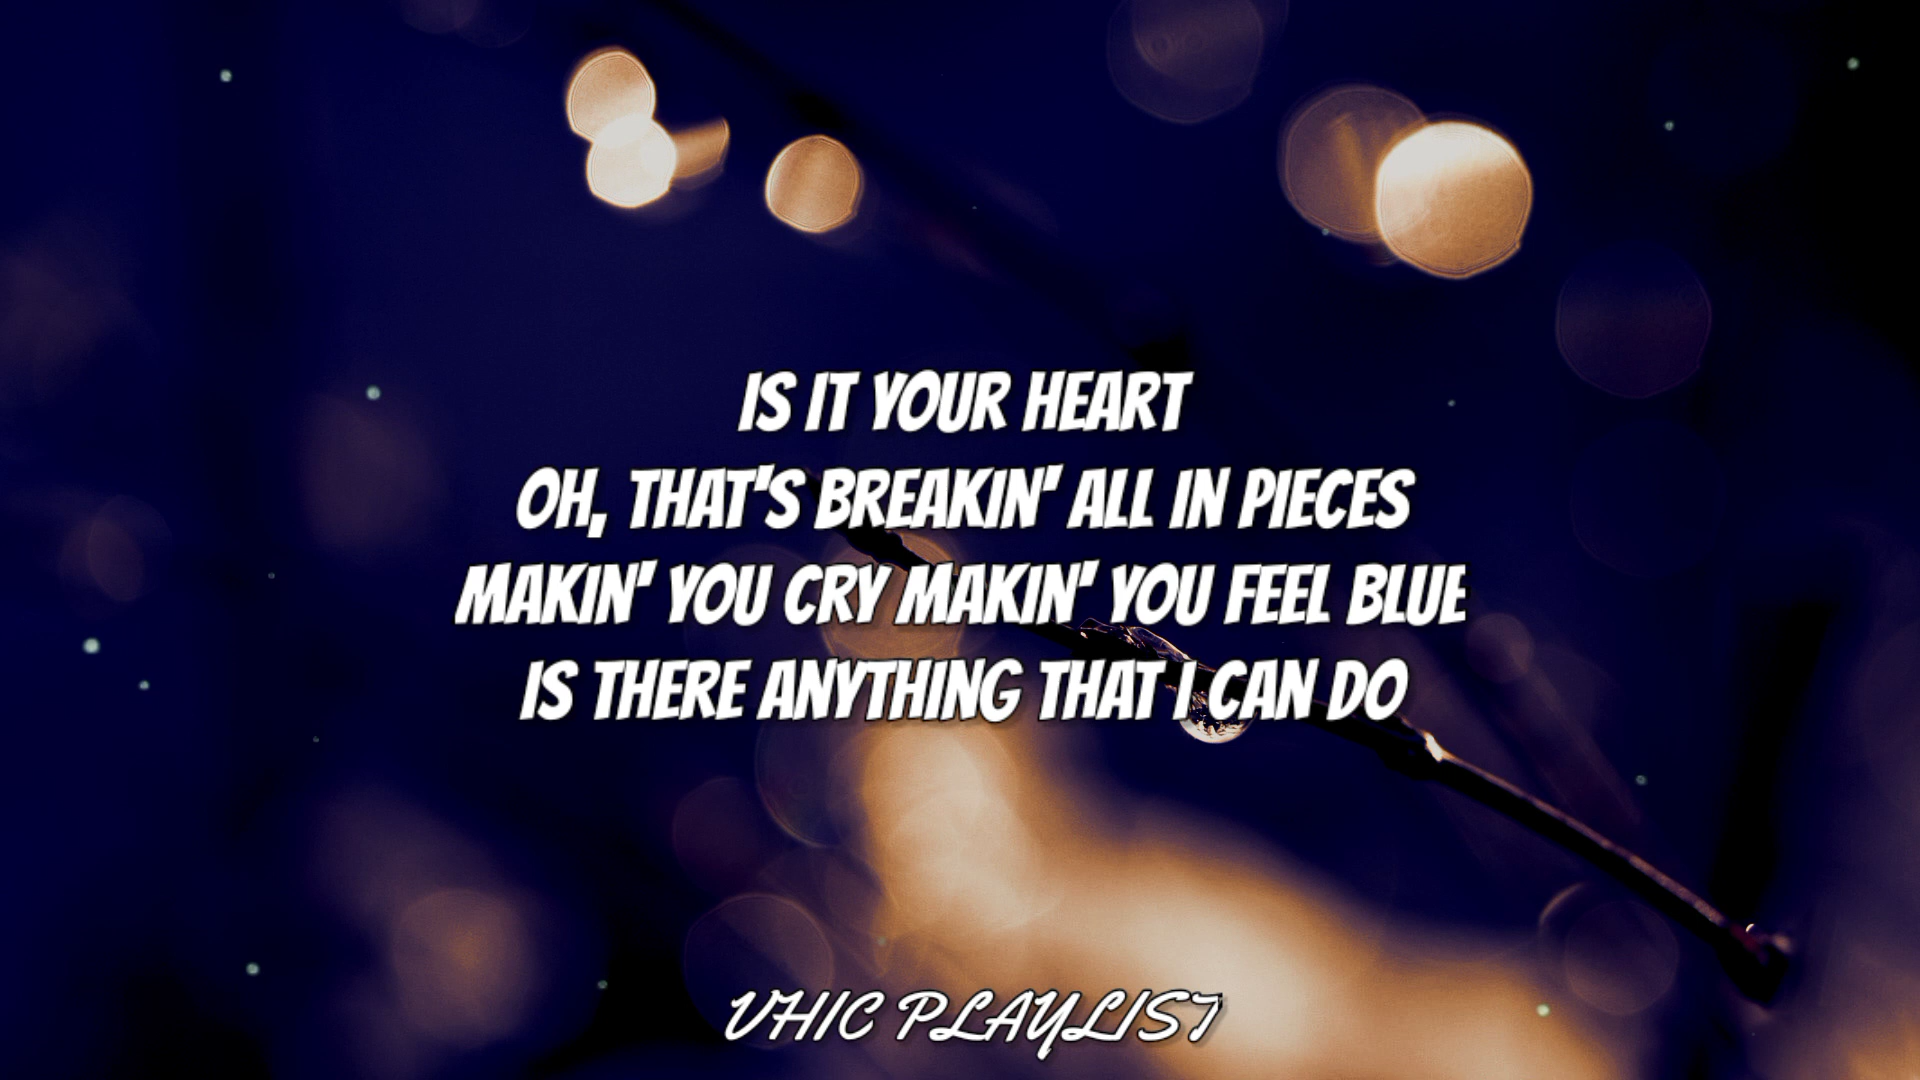 IS IT YOUR HEART
OH, THAT'S BREAKIN' ALL IN PIECES
MAKIN' YOU CRY MAKIN' YOU FEEL BLUE
IS THERE ANYTHING THAT I CAN DO
VHIC PLAYLIST